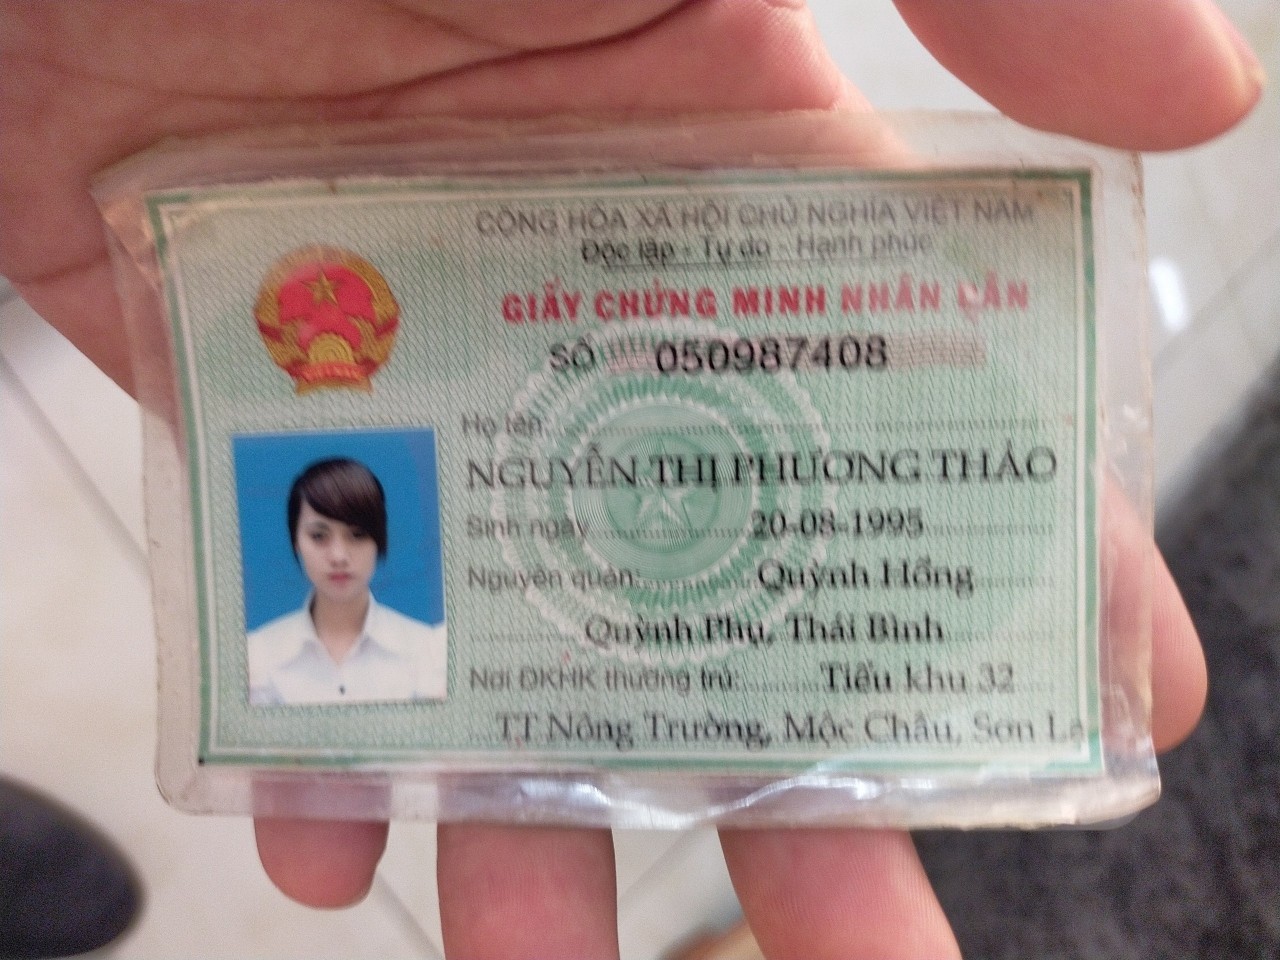 CỘNG HÒA XÃ HỘI CHỦ NGHĨA VIỆT NAM
Độc lập - Tự do - Hạnh phúc
GIẤY CHỨNG MINH NHÂN DÂN
SỐ 050987408
Họ tên:
NGUYỄN THỊ PHƯƠNG THẢO
Sinh ngày 20-08-1995
Nguyên quán: Quỳnh Hồng
Quỳnh Phụ, Thái Bình
Nơi ĐKHK thường trú: Tiểu khu 32
TT Nông Trường, Mộc Châu, Sơn La